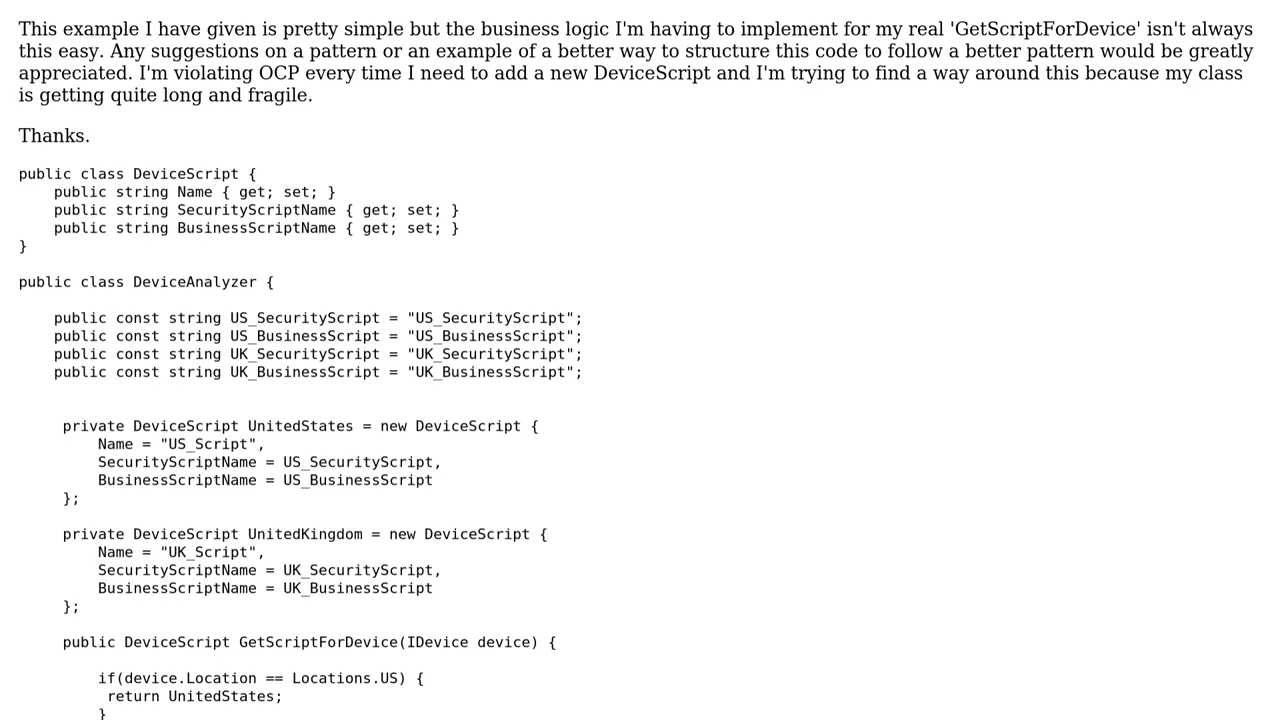 This example I have given is pretty simple but the business logic I'm having to implement for my real 'GetScriptForDevice' isn't always
this easy. Any suggestions on a pattern or an example of a better way to structure this code to follow a better pattern would be greatly
appreciated. I'm violating OCP every time I need to add a new DeviceScript and I'm trying to find a way around this because my class
is getting quite long and fragile.
Thanks.
public class DeviceScript {
    public string Name { get; set; }
    public string SecurityScriptName { get; set; }
    public string BusinessScriptName { get; set; }
}
public class DeviceAnalyzer {
    public const string US_SecurityScript = "US_SecurityScript";
    public const string US_BusinessScript = "US_BusinessScript";
    public const string UK_SecurityScript = "UK_SecurityScript";
    public const string UK_BusinessScript = "UK_BusinessScript";
     private DeviceScript UnitedStates = new DeviceScript {
         Name = "US_Script",
         SecurityScriptName = US_SecurityScript,
         BusinessScriptName = US_BusinessScript
     };
     private DeviceScript UnitedKingdom = new DeviceScript {
         Name = "UK_Script",
         SecurityScriptName = UK_SecurityScript,
         BusinessScriptName = UK_BusinessScript
     };
     public DeviceScript GetScriptForDevice(IDevice device) {
         if(device.Location == Locations.US) {
          return UnitedStates;
         }